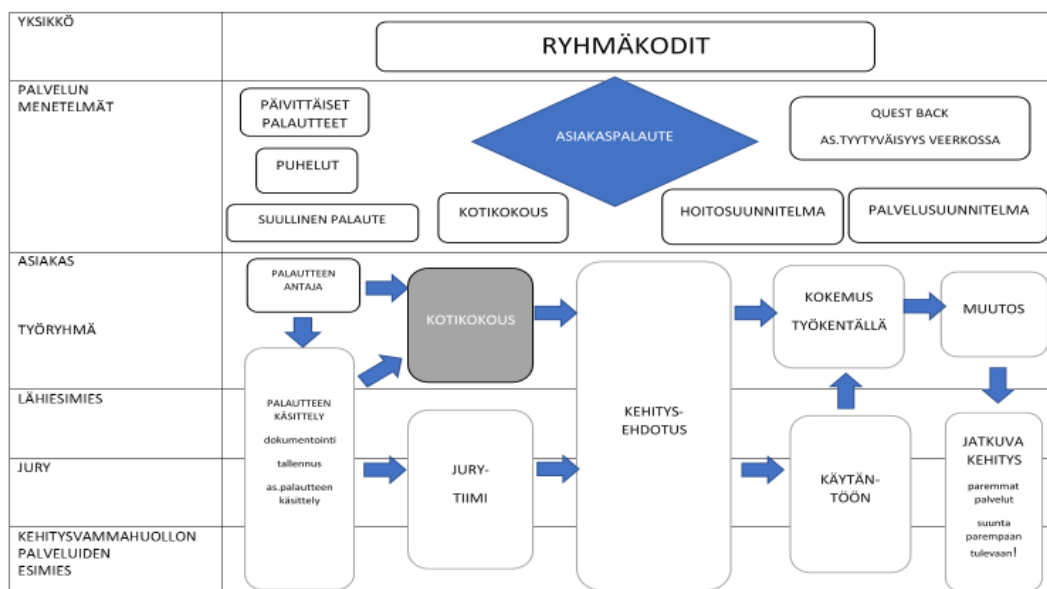 YKSIKKÖ
RYHMÄKODIT
PALVELUN
MENETELMÄT
PÄIVITTÄISET
PALAUTTEET
PUHELUT
SUULLINEN PALAUTE
ASIAKASPALAUTE
KOTIKOKOUS
QUEST BACK
AS.TYYTYVÄISYYS VEERKOSSA
HOITOSUUNNITELMA
PALVELUSUUNNITELMA
ASIAKAS
TYÖRYHMÄ
PALAUTTEEN
ANTAJA
KOTIKOKOUS
KOKEMUS
TYÖKENTÄLLÄ
MUUTOS
LÄHIESIMIES
JURY
KEHITYSVAMMAHUOLLON
PALVELUIDEN
ESIMIES
PALAUTTEEN
KÄSITTELY
dokumentointi
tallennus
as.palautteen
käsittely
JURY-
TIIMI
KEHITYS-
EHDOTUS
KÄYTÄN-
TÖÖN
JATKUVA
KEHITYS
paremmat
palvelut
suunta
parempaan
tulevaan!